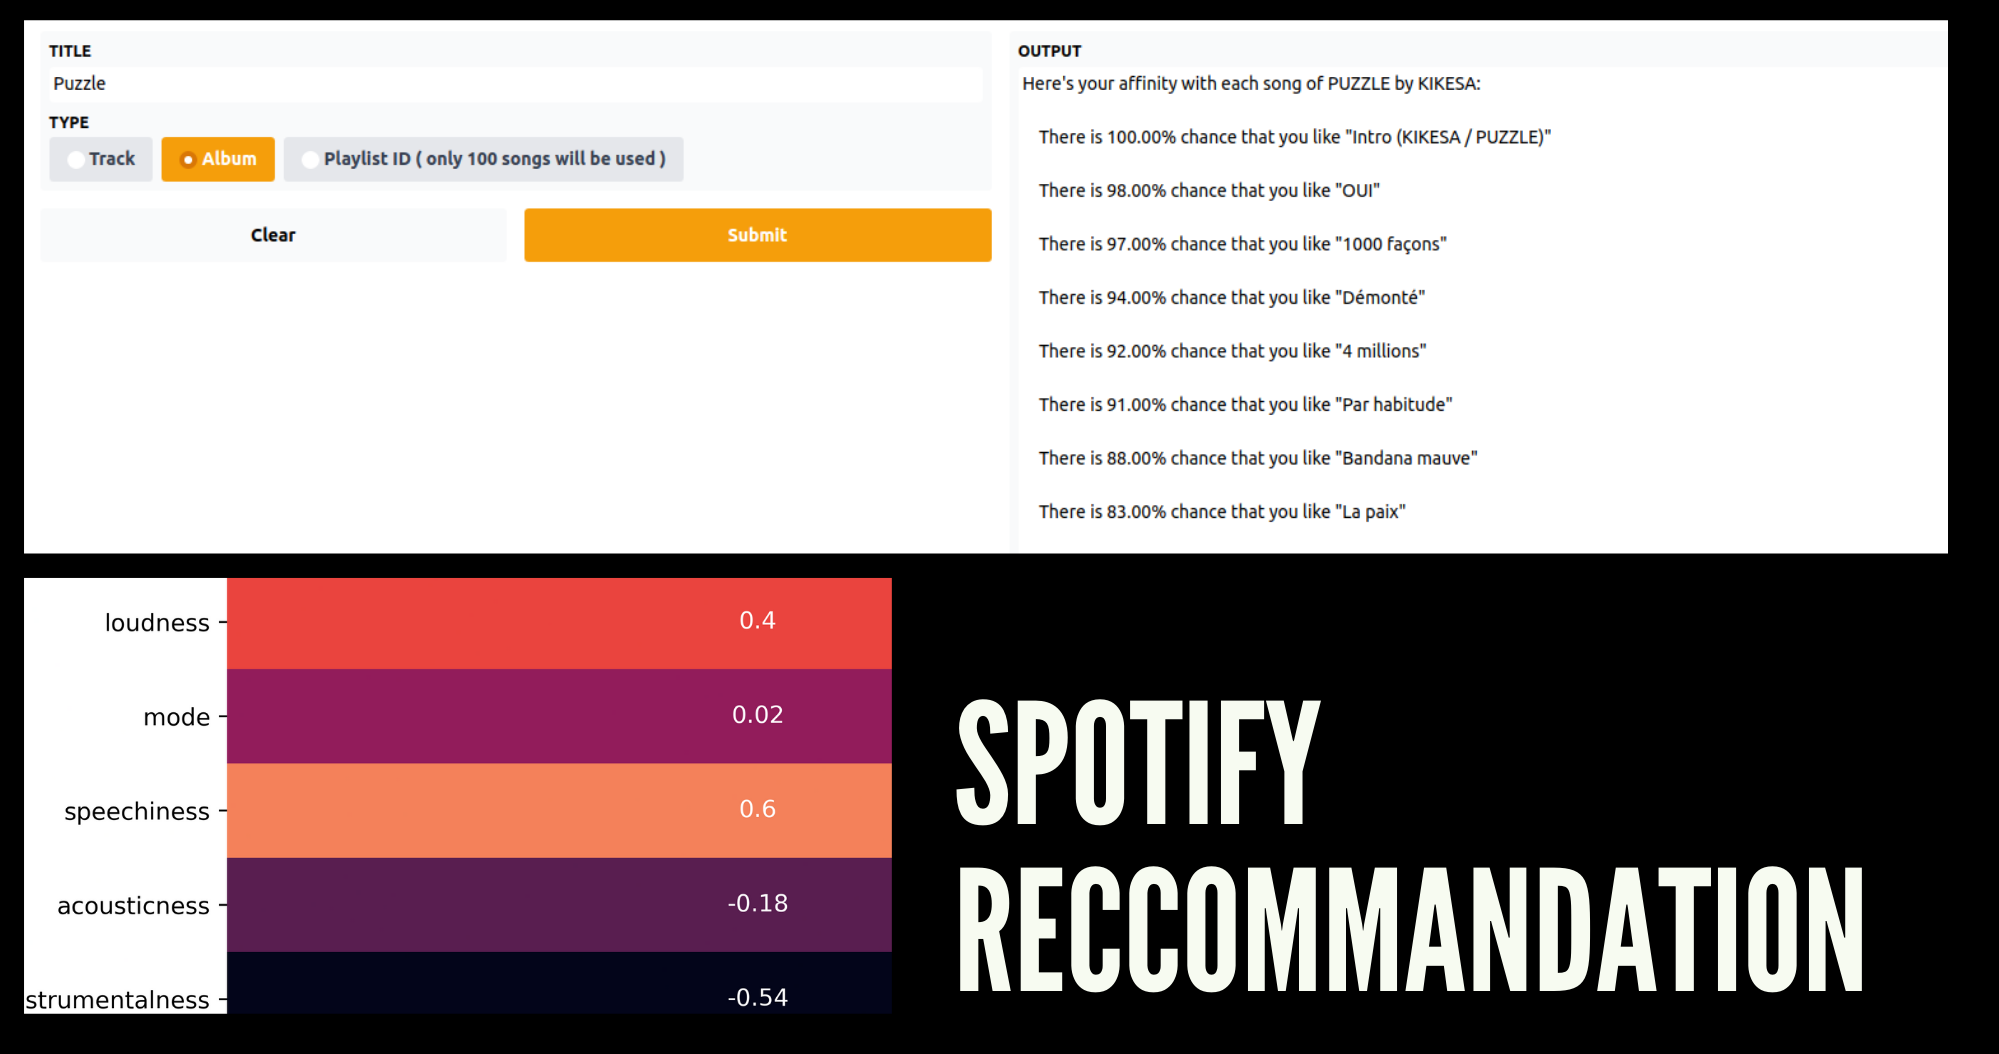 TITLE
Puzzle
TYPE
Track Album Playlist ID ( only 100 songs will be used )
Clear Submit
OUTPUT
Here's your affinity with each song of PUZZLE by KIKESA:
There is 100.00% chance that you like "Intro (KIKESA / PUZZLE)"
There is 98.00% chance that you like "OUI"
There is 97.00% chance that you like "1000 façons"
There is 94.00% chance that you like "Démonté"
There is 92.00% chance that you like "4 millions"
There is 91.00% chance that you like "Par habitude"
There is 88.00% chance that you like "Bandana mauve"
There is 83.00% chance that you like "La paix"
loudness 0.4
mode 0.02
speechiness 0.6
acousticness -0.18
strumentalness -0.54
SPOTIFY
RECCOMMANDATION